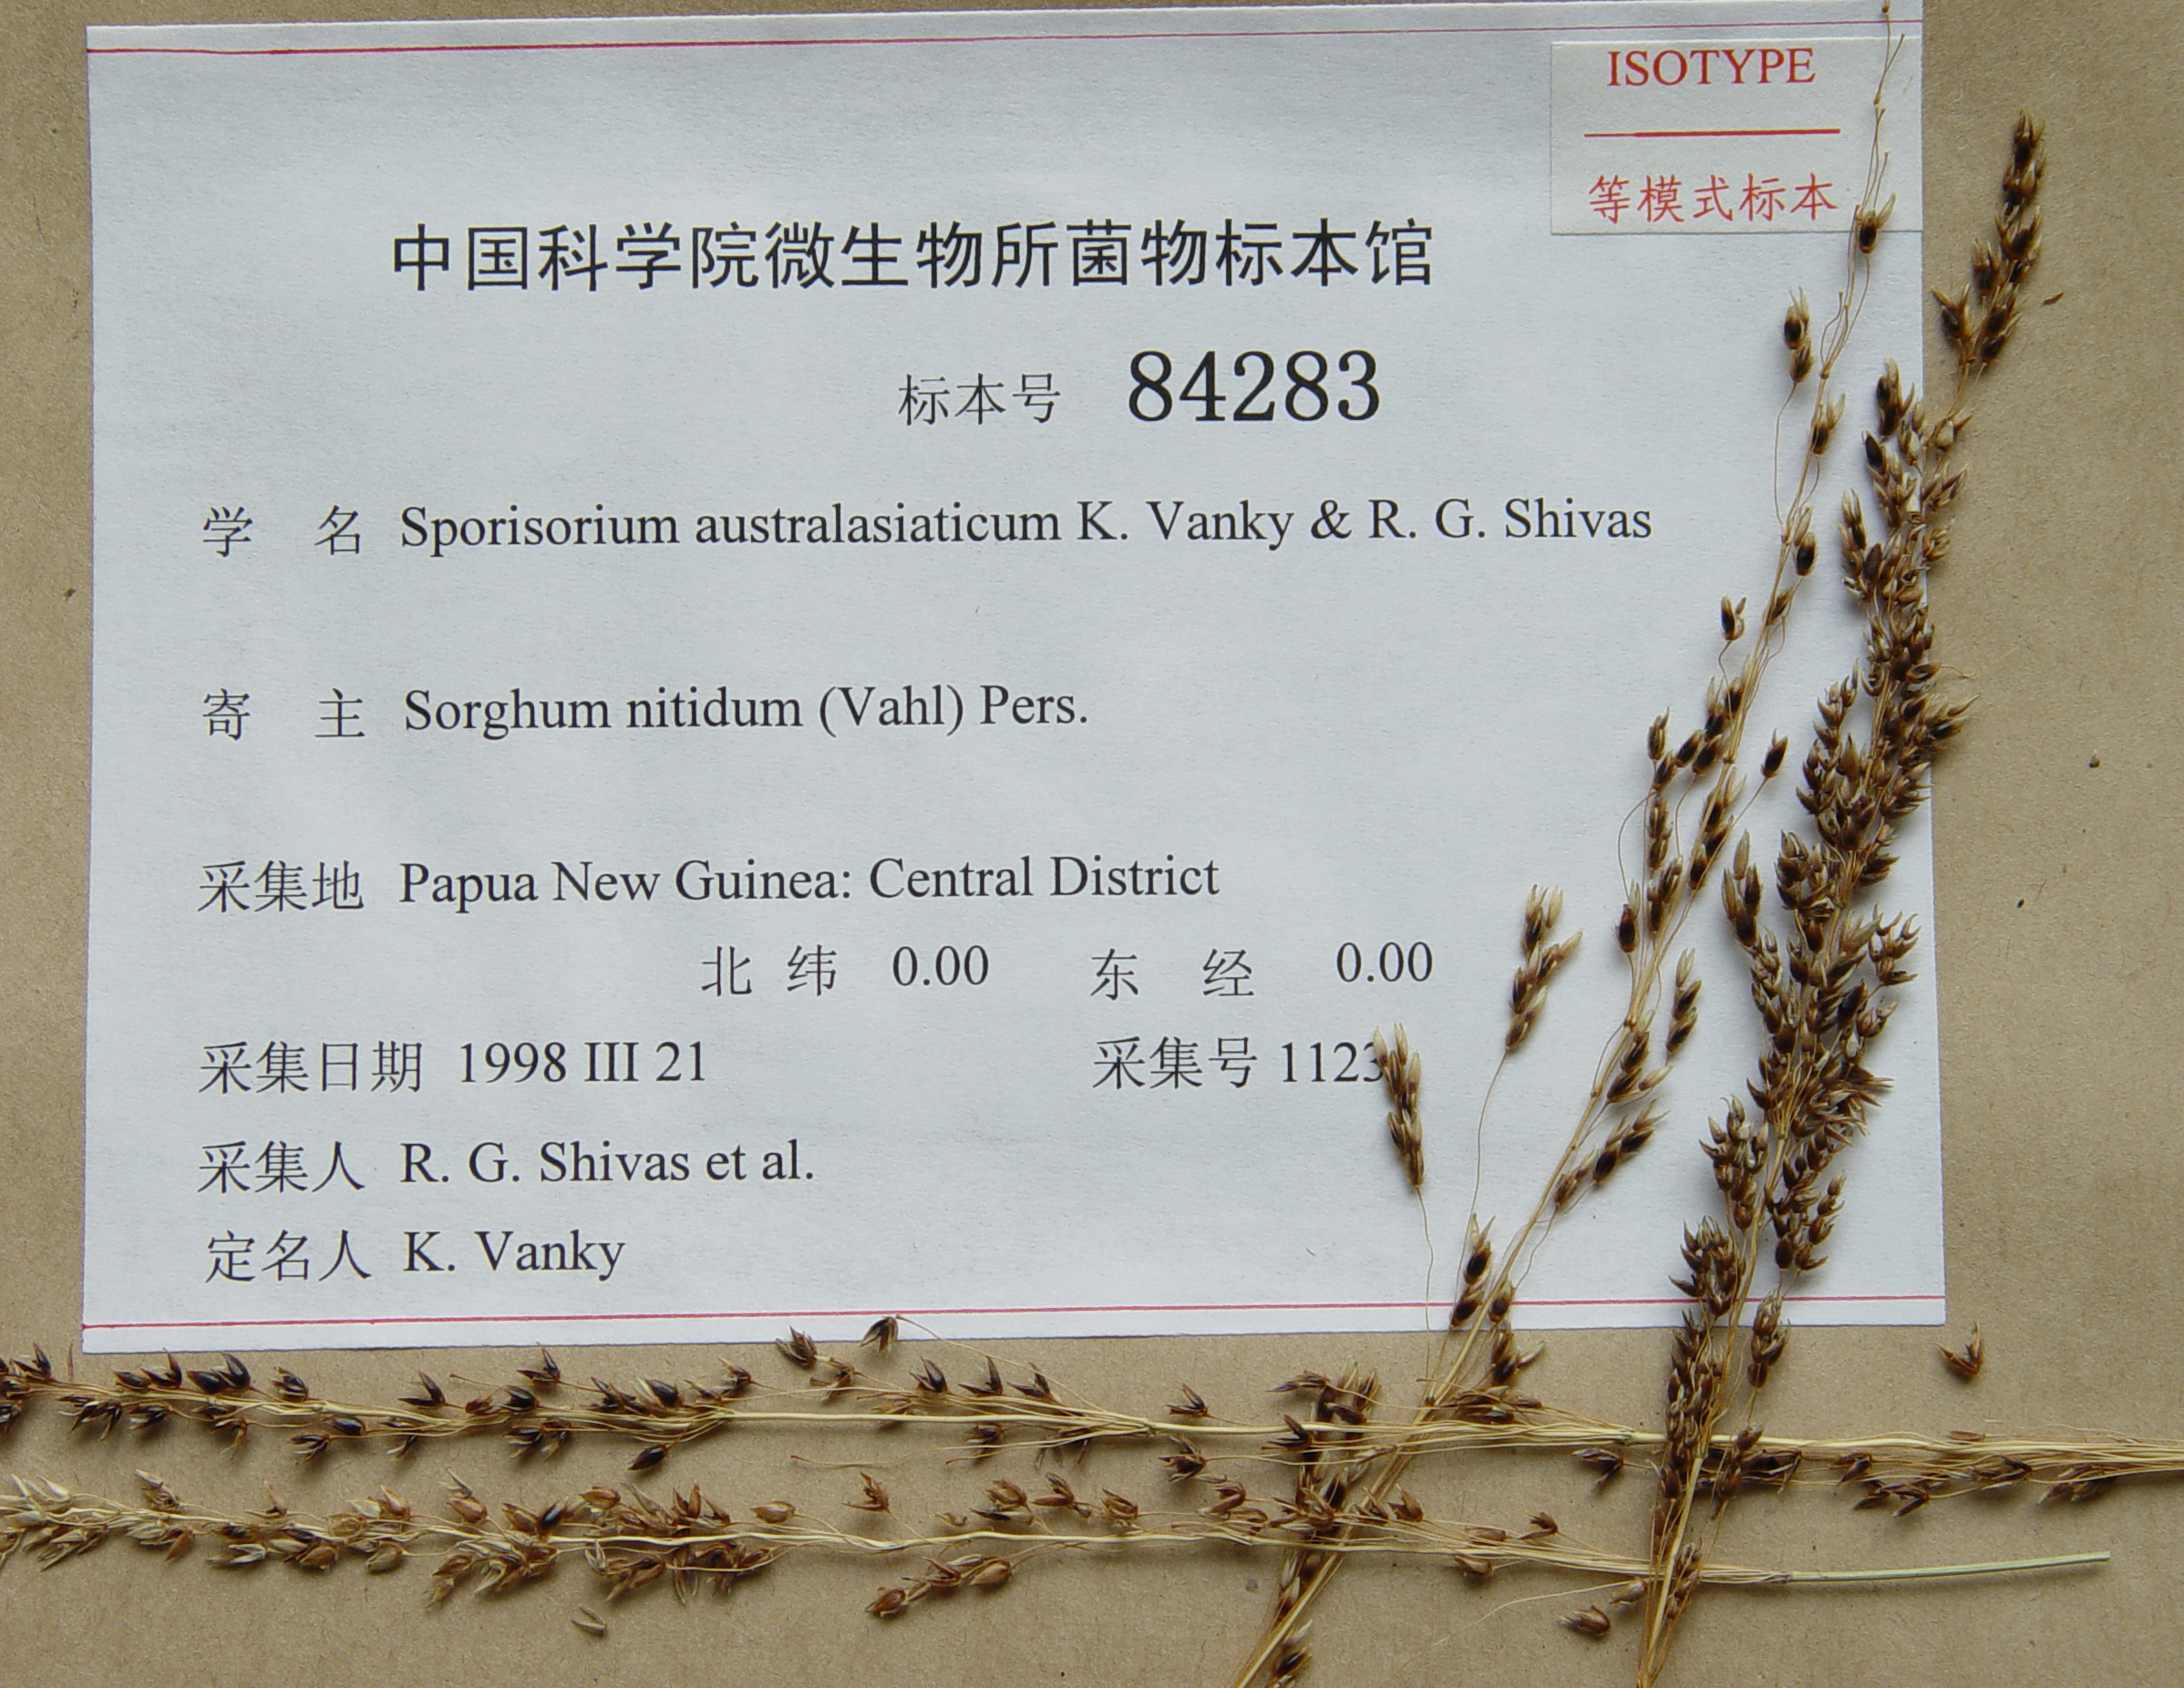 ISOTYPE
等模式标本
中国科学院微生物所菌物标本馆
标本号 84283
学 名 Sporisorium australasiaticum K. Vanky & R. G. Shivas
寄 主 Sorghum nitidum (Vahl) Pers.
采集地 Papua New Guinea: Central District
北 纬 0.00 东 经 0.00
采集日期 1998 III 21 采集号 1123
采集人 R. G. Shivas et al.
定名人 K. Vanky